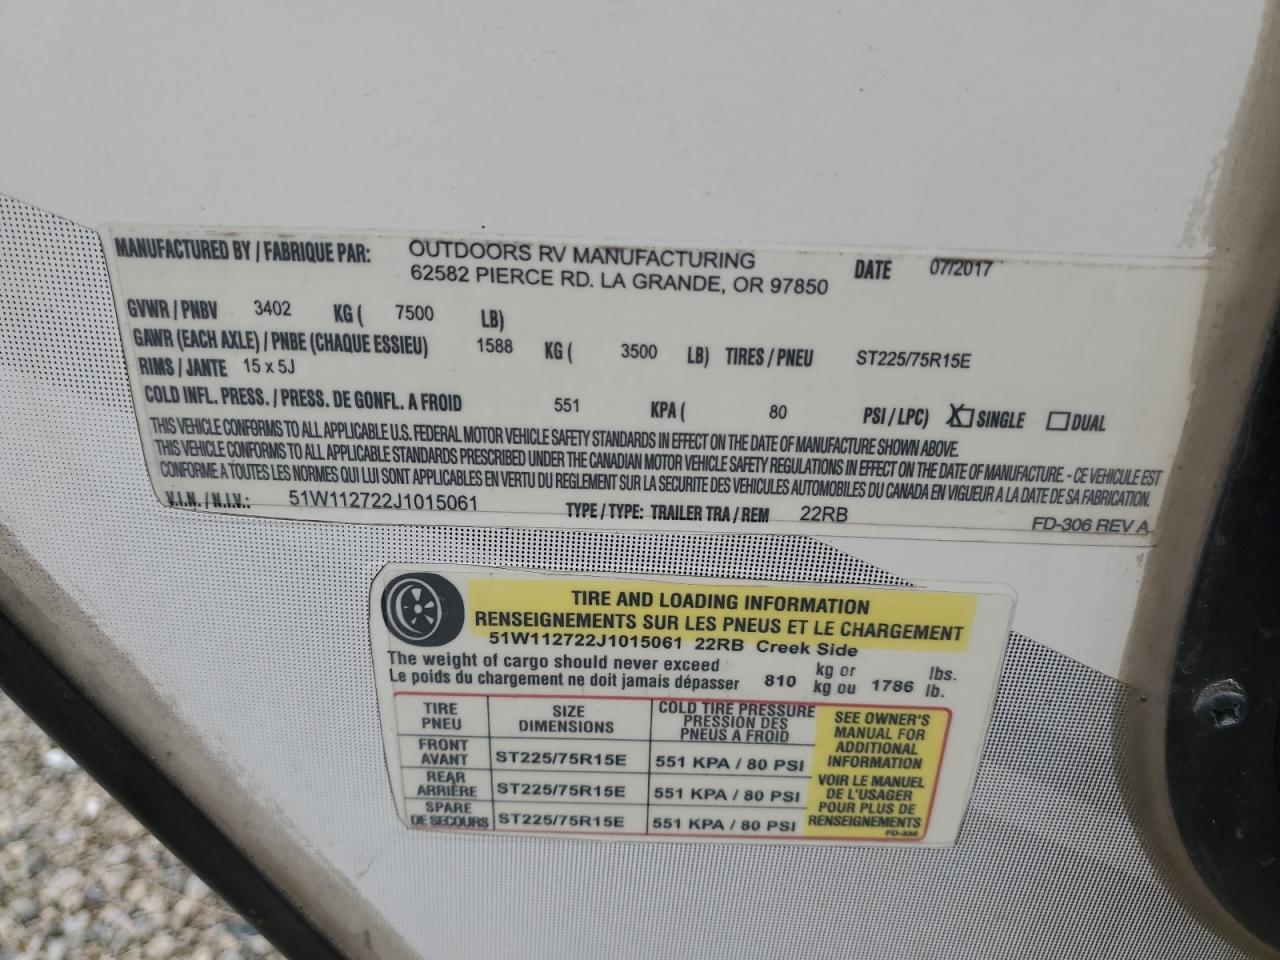 MANUFACTURED BY / FABRIQUE PAR: OUTDOORS RV MANUFACTURING DATE 07/2017
62582 PIERCE RD. LA GRANDE, OR 97850
GVWR / PNBV 3402 KG ( 7500 LB)
GAWR (EACH AXLE) / PNBE (CHAQUE ESSIEU) 1588 KG ( 3500 LB) TIRES / PNEU ST225/75R15E
RIMS / JANTE 15 x 5J
COLD INFL. PRESS. / PRESS. DE GONFL. A FROID 551 KPA ( 80 PSI / LPC) X SINGLE DUAL
THIS VEHICLE CONFORMS TO ALL APPLICABLE U.S. FEDERAL MOTOR VEHICLE SAFETY STANDARDS IN EFFECT ON THE DATE OF MANUFACTURE SHOWN ABOVE.
THIS VEHICLE CONFORMS TO ALL APPLICABLE STANDARDS PRESCRIBED UNDER THE CANADIAN MOTOR VEHICLE SAFETY REGULATIONS IN EFFECT ON THE DATE OF MANUFACTURE. - CE VEHICULE EST
CONFORME A TOUTES LES NORMES QUI LUI SONT APPLICABLES EN VERTU DU REGLEMENT SUR LA SECURITE DES VEHICULES AUTOMOBILES DU CANADA EN VIGUEUR A LA DATE DE SA FABRICATION.
V.I.N. / N.I.V.: 51W112722J1015061 TYPE / TYPE: TRAILER TRA / REM 22RB FD-306 REV A
TIRE AND LOADING INFORMATION
RENSEIGNEMENTS SUR LES PNEUS ET LE CHARGEMENT
51W112722J1015061 22RB Creek Side
The weight of cargo should never exceed kg or lbs.
Le poids du chargement ne doit jamais dépasser 810 kg ou 1786 lb.
TIRE SIZE COLD TIRE PRESSURE
PNEU DIMENSIONS PRESSION DES
PNEUS A FROID
FRONT
AVANT ST225/75R15E 551 KPA / 80 PSI
REAR
ARRIÈRE ST225/75R15E 551 KPA / 80 PSI
SPARE
DE SECOURS ST225/75R15E 551 KPA / 80 PSI
SEE OWNER'S
MANUAL FOR
ADDITIONAL
INFORMATION
VOIR LE MANUEL
DE L'USAGER
POUR PLUS DE
RENSEIGNEMENTS